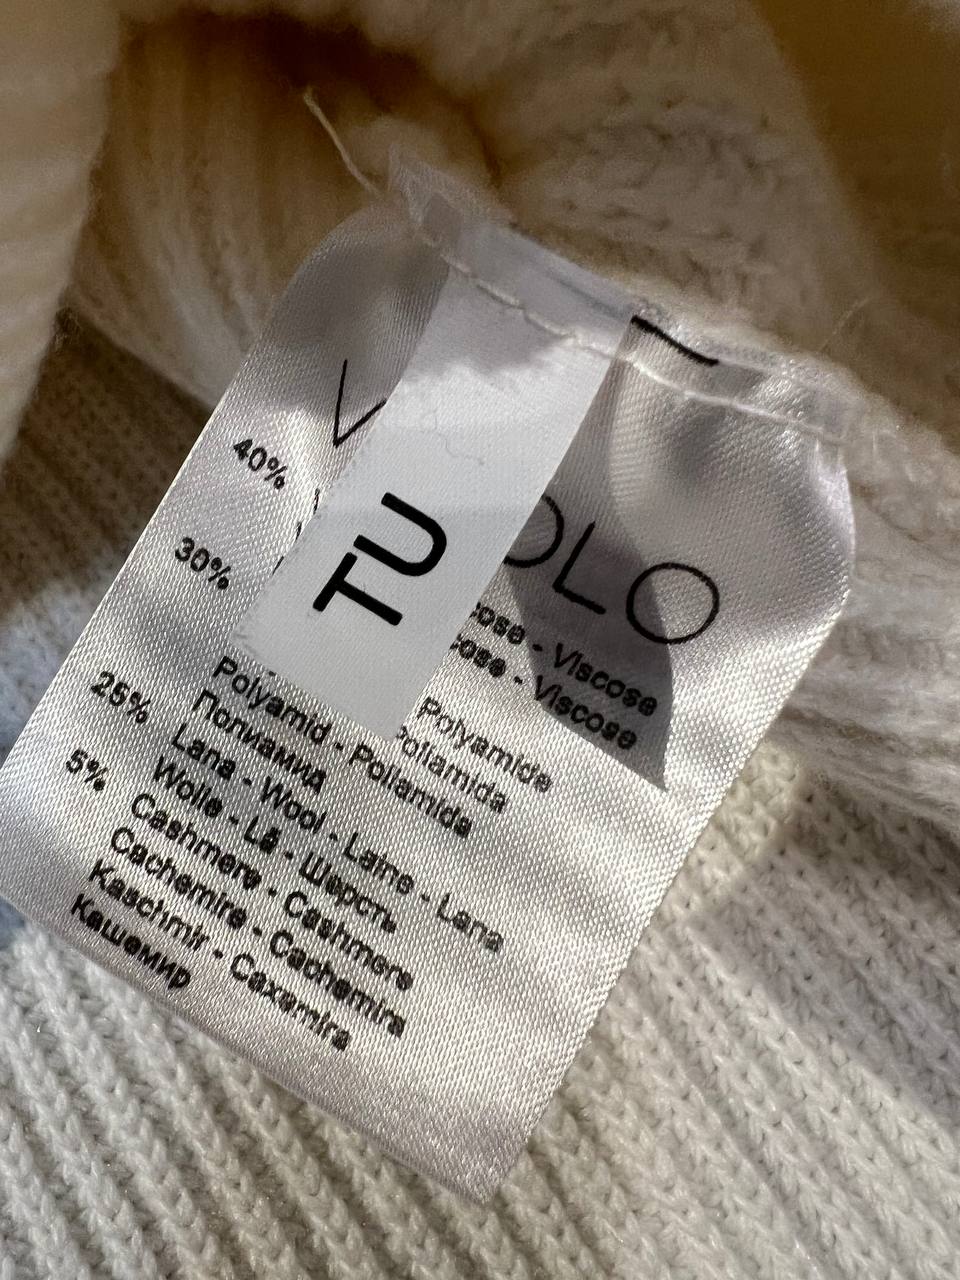 TU
V
OLO
40%
cose - Viscose
cose - Viscose
30%
Polyamid - Poliamida
Polyamide
Полиамид
Poliamida
25% Lana - Wool - Laine - Lana
Wolle - Lã - Шерсть
5% Cashmere - Cashmere
Cachemire - Cachemira
Kaschmir - Caxemira
Кашемир